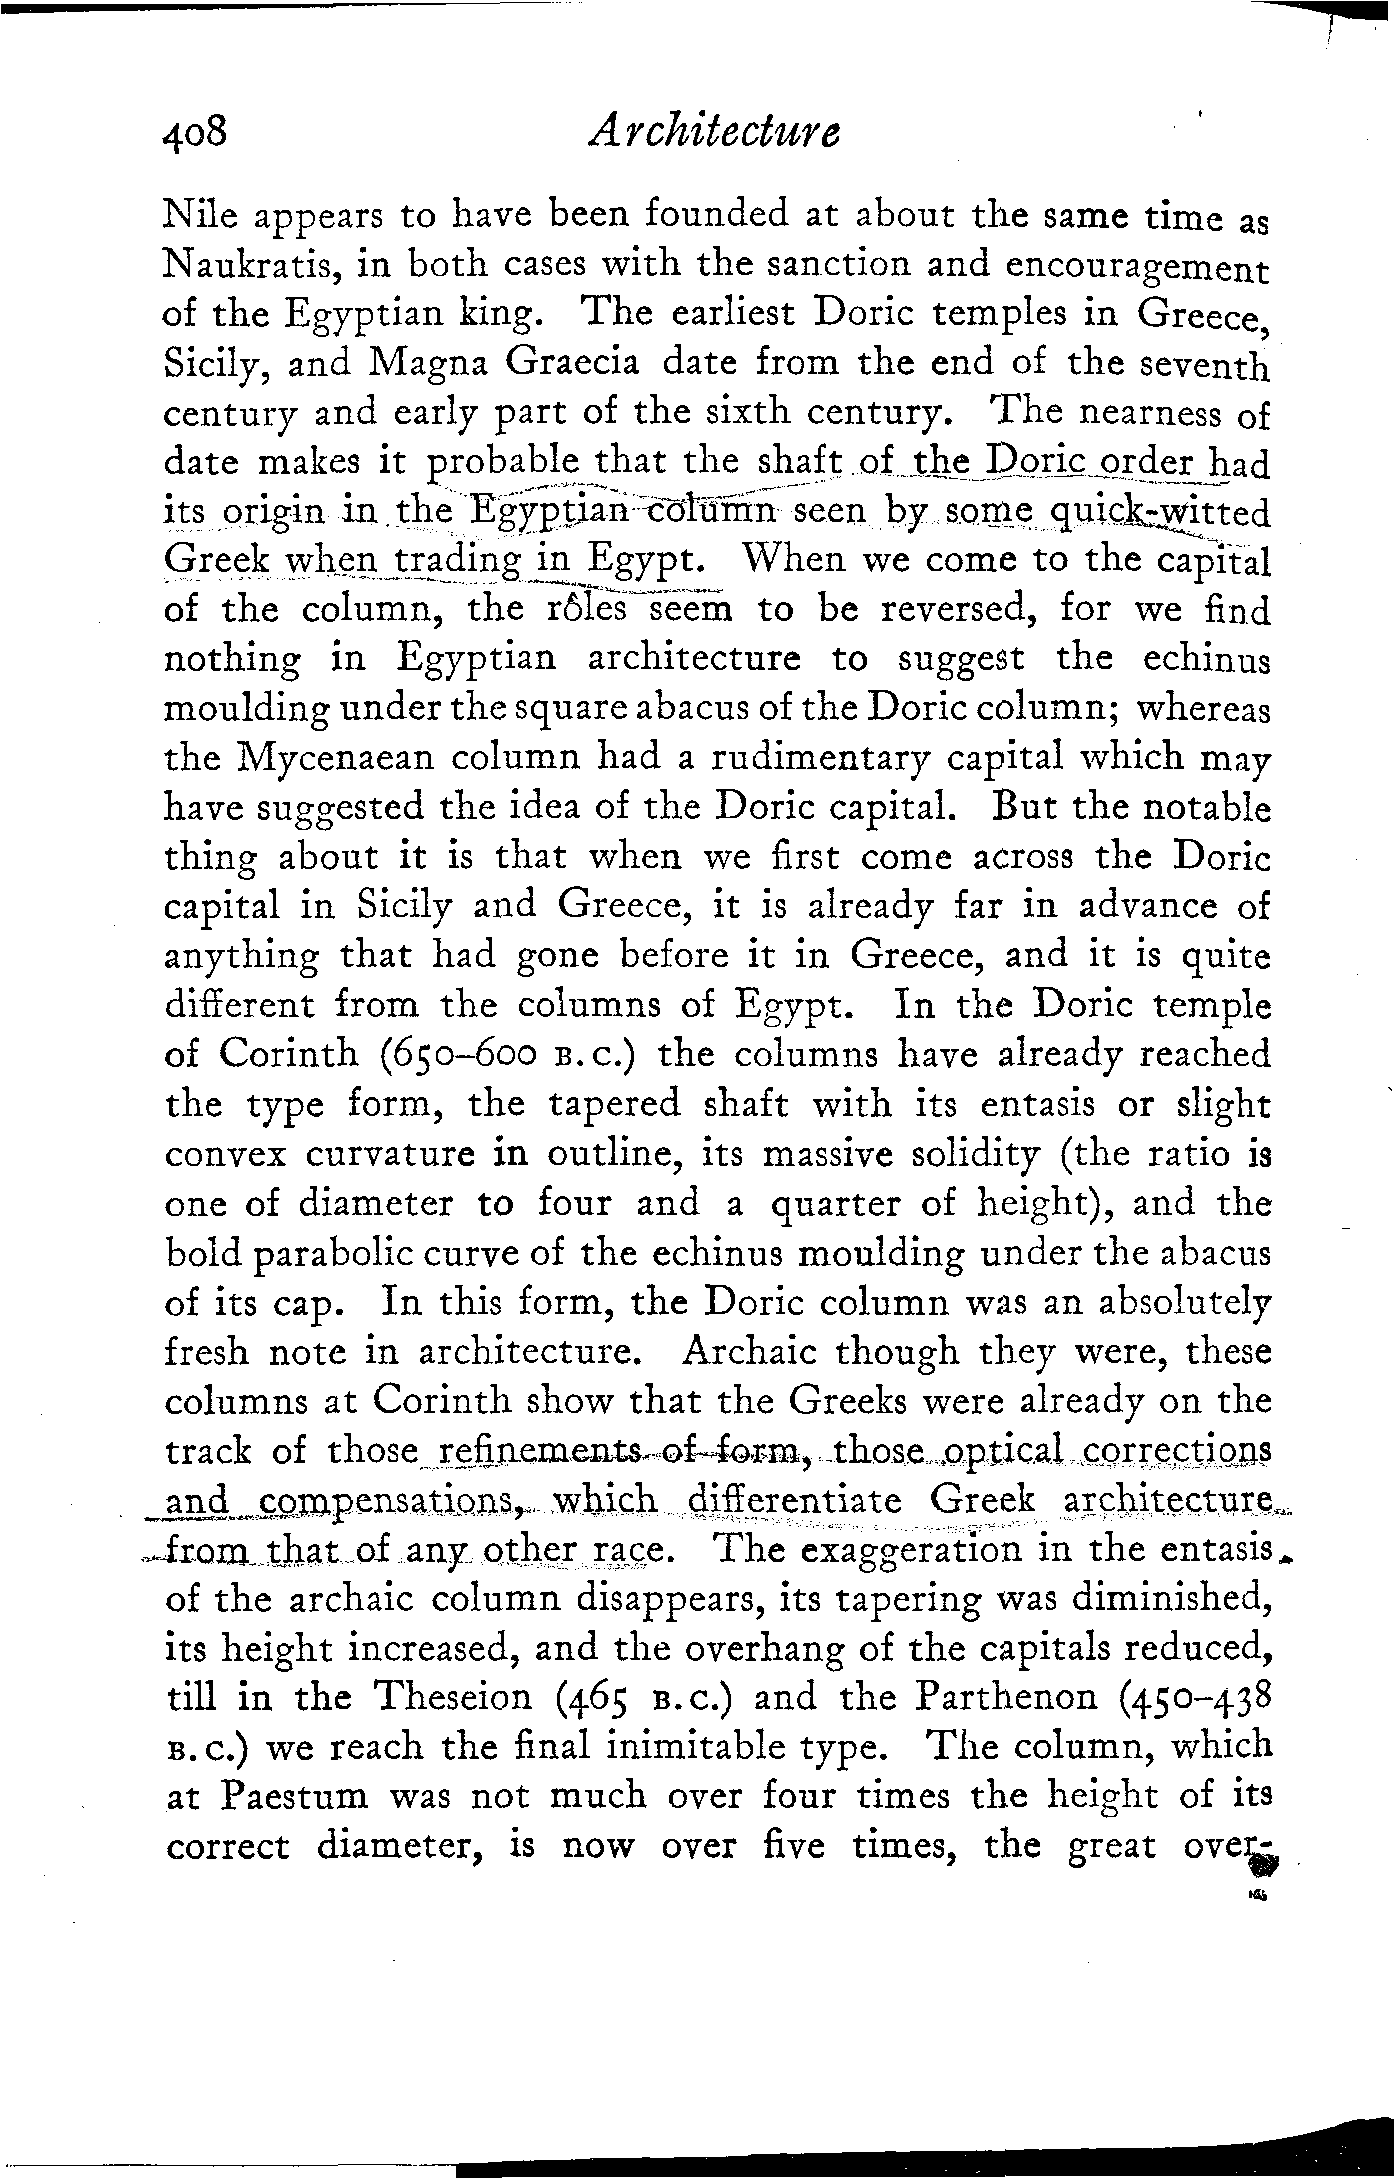 408 Architecture
Nile appears to have been founded at about the same time as
Naukratis, in both cases with the sanction and encouragement
of the Egyptian king. The earliest Doric temples in Greece,
Sicily, and Magna Graecia date from the end of the seventh
century and early part of the sixth century. The nearness of
date makes it probable that the shaft of the Doric order had
its origin in the Egyptian column seen by some quick-witted
Greek when trading in Egypt. When we come to the capital
of the column, the rôles seem to be reversed, for we find
nothing in Egyptian architecture to suggest the echinus
moulding under the square abacus of the Doric column; whereas
the Mycenaean column had a rudimentary capital which may
have suggested the idea of the Doric capital. But the notable
thing about it is that when we first come across the Doric
capital in Sicily and Greece, it is already far in advance of
anything that had gone before it in Greece, and it is quite
different from the columns of Egypt. In the Doric temple
of Corinth (650–600 B.C.) the columns have already reached
the type form, the tapered shaft with its entasis or slight
convex curvature in outline, its massive solidity (the ratio is
one of diameter to four and a quarter of height), and the
bold parabolic curve of the echinus moulding under the abacus
of its cap. In this form, the Doric column was an absolutely
fresh note in architecture. Archaic though they were, these
columns at Corinth show that the Greeks were already on the
track of those refinements of form, those optical corrections
and compensations, which differentiate Greek architecture
from that of any other race. The exaggeration in the entasis
of the archaic column disappears, its tapering was diminished,
its height increased, and the overhang of the capitals reduced,
till in the Theseion (465 B.C.) and the Parthenon (450–438
B.C.) we reach the final inimitable type. The column, which
at Paestum was not much over four times the height of its
correct diameter, is now over five times, the great over-